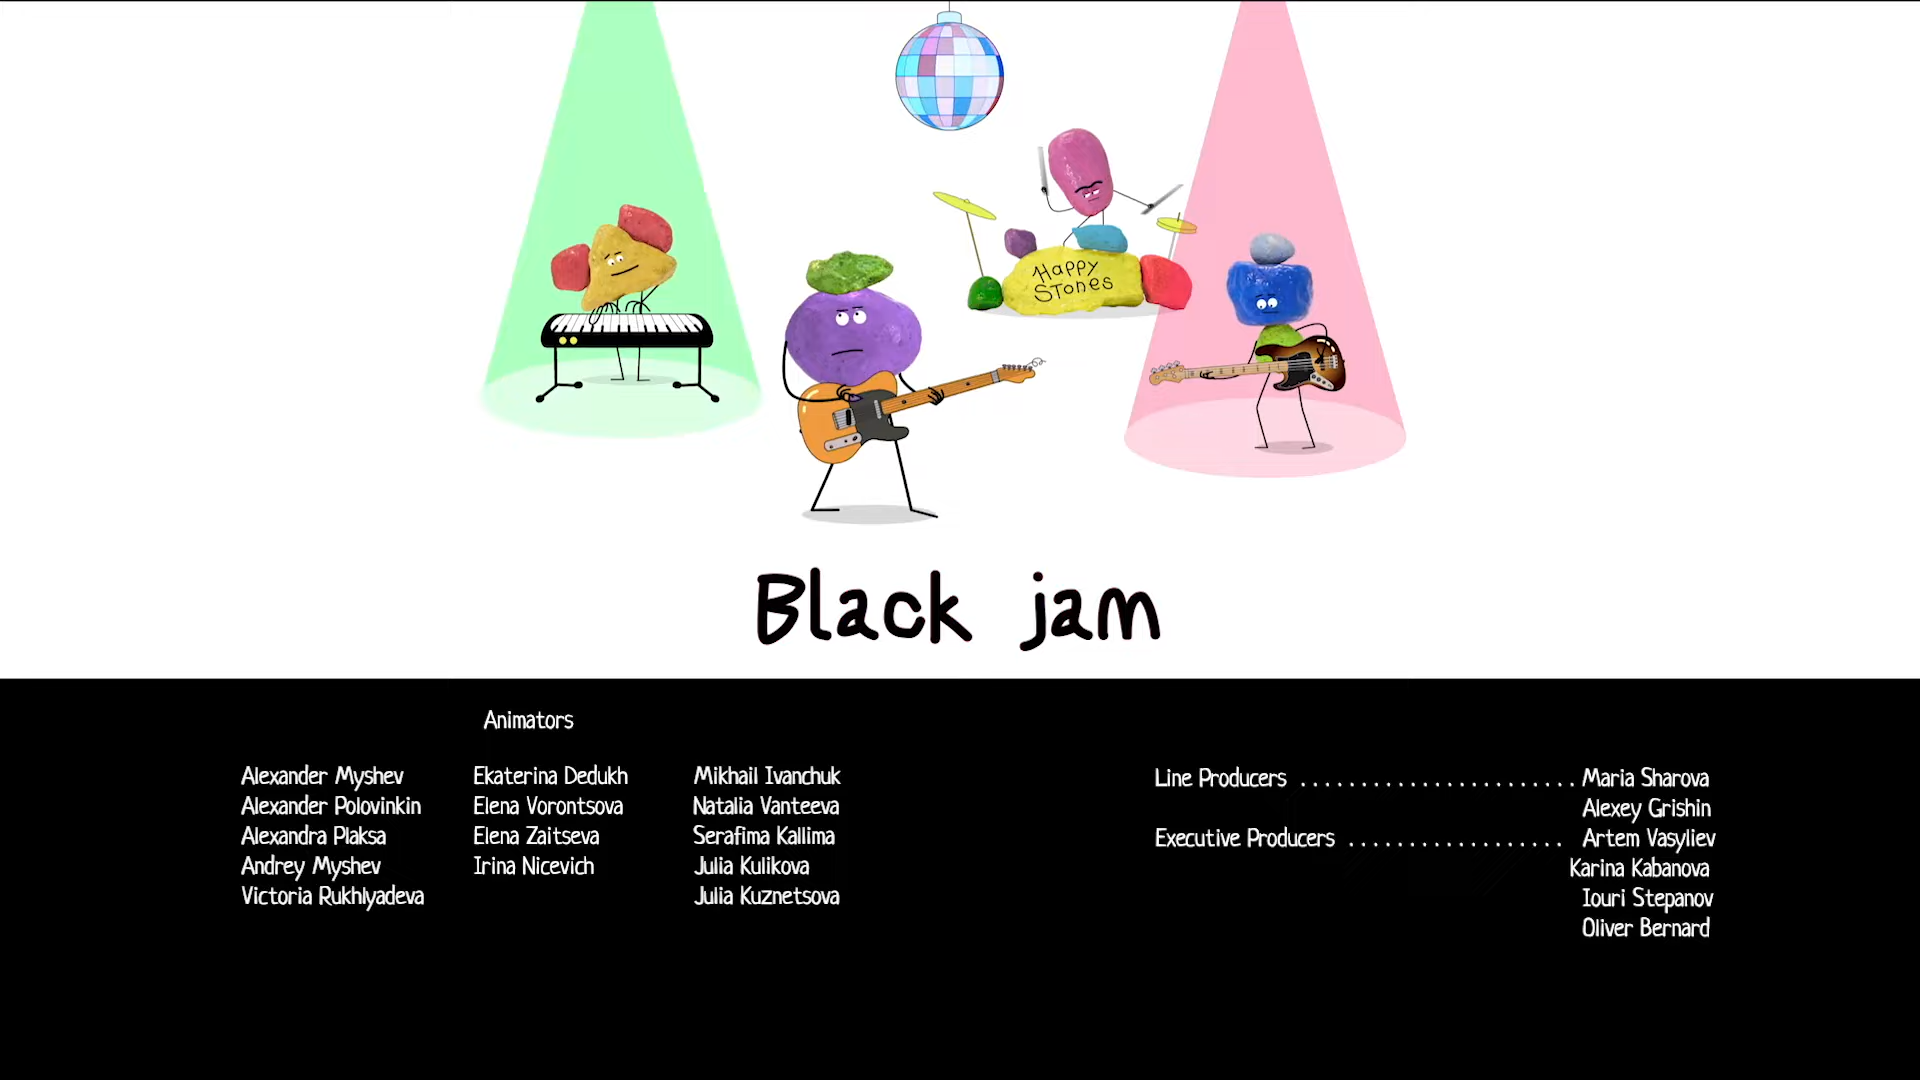 Happy
Stones
Black jam
Animators
Alexander Myshev
Alexander Polovinkin
Alexandra Plaksa
Andrey Myshev
Victoria Rukhlyadeva
Ekaterina Dedukh
Elena Vorontsova
Elena Zaitseva
Irina Nicevich
Mikhail Ivanchuk
Natalia Vanteeva
Serafima Kallima
Julia Kulikova
Julia Kuznetsova
Line Producers ....................... Maria Sharova
Alexey Grishin
Executive Producers .................. Artem Vasyliev
Karina Kabanova
Iouri Stepanov
Oliver Bernard